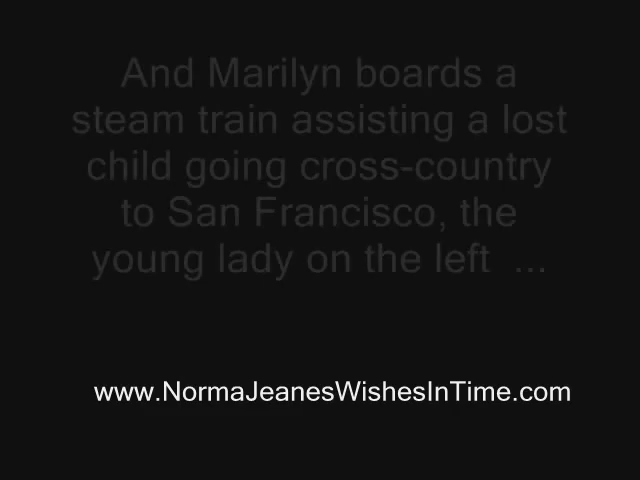 And Marilyn boards a
steam train assisting a lost
child going cross-country
to San Francisco, the
young lady on the left  ...
www.NormaJeanesWishesInTime.com